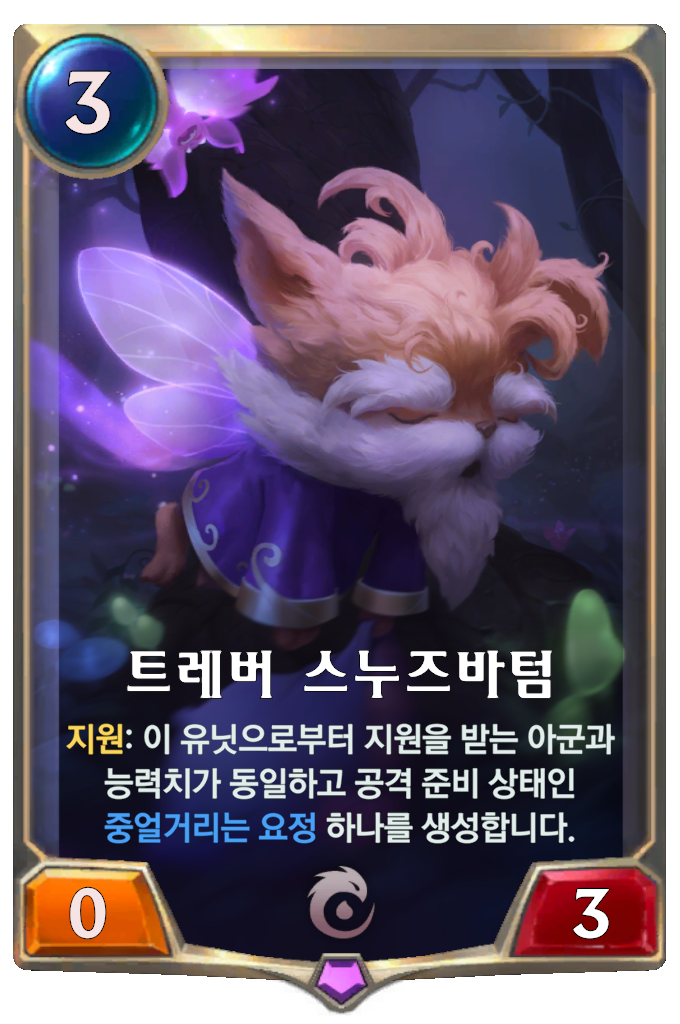 3
트레버 스누즈바텀
지원: 이 유닛으로부터 지원을 받는 아군과
능력치가 동일하고 공격 준비 상태인
중얼거리는 요정 하나를 생성합니다.
0
3